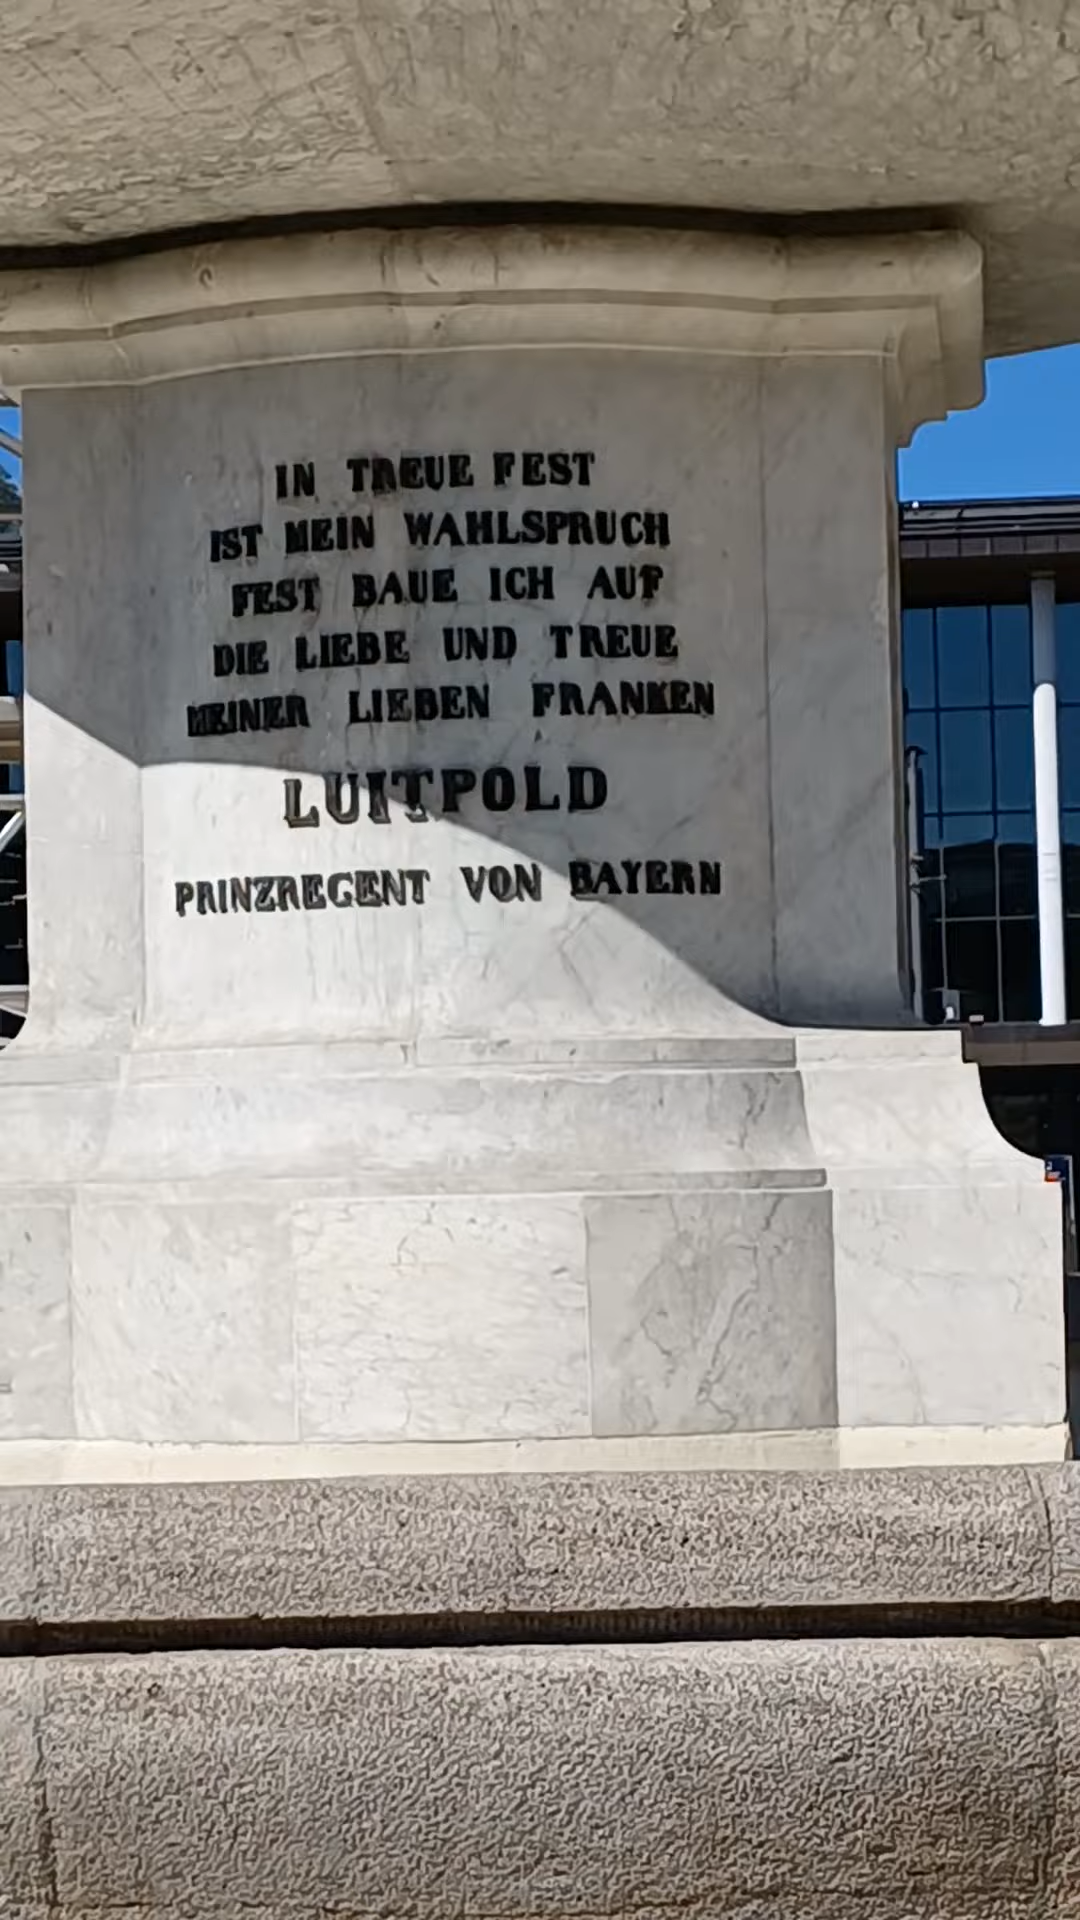 IN TREUE FEST
IST MEIN WAHLSPRUCH
FEST BAUE ICH AUF
DIE LIEBE UND TREUE
MEINER LIEBEN FRANKEN
LUITPOLD
PRINZREGENT VON BAYERN